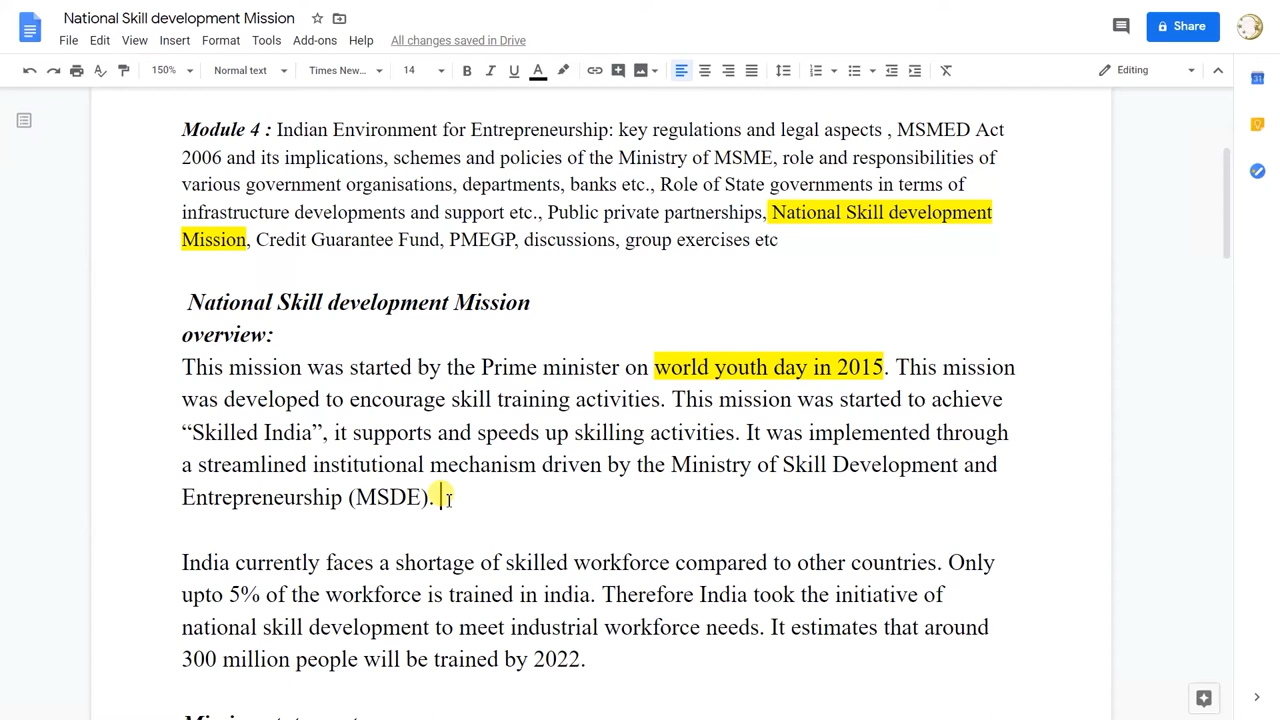 National Skill development Mission
File Edit View Insert Format Tools Add-ons Help All changes saved in Drive
Share
150% Normal text Times New... 14 B I U A Editing
Module 4 : Indian Environment for Entrepreneurship: key regulations and legal aspects , MSMED Act
2006 and its implications, schemes and policies of the Ministry of MSME, role and responsibilities of
various government organisations, departments, banks etc., Role of State governments in terms of
infrastructure developments and support etc., Public private partnerships, National Skill development
Mission, Credit Guarantee Fund, PMEGP, discussions, group exercises etc
National Skill development Mission
overview:
This mission was started by the Prime minister on world youth day in 2015. This mission
was developed to encourage skill training activities. This mission was started to achieve
“Skilled India”, it supports and speeds up skilling activities. It was implemented through
a streamlined institutional mechanism driven by the Ministry of Skill Development and
Entrepreneurship (MSDE).
India currently faces a shortage of skilled workforce compared to other countries. Only
upto 5% of the workforce is trained in india. Therefore India took the initiative of
national skill development to meet industrial workforce needs. It estimates that around
300 million people will be trained by 2022.